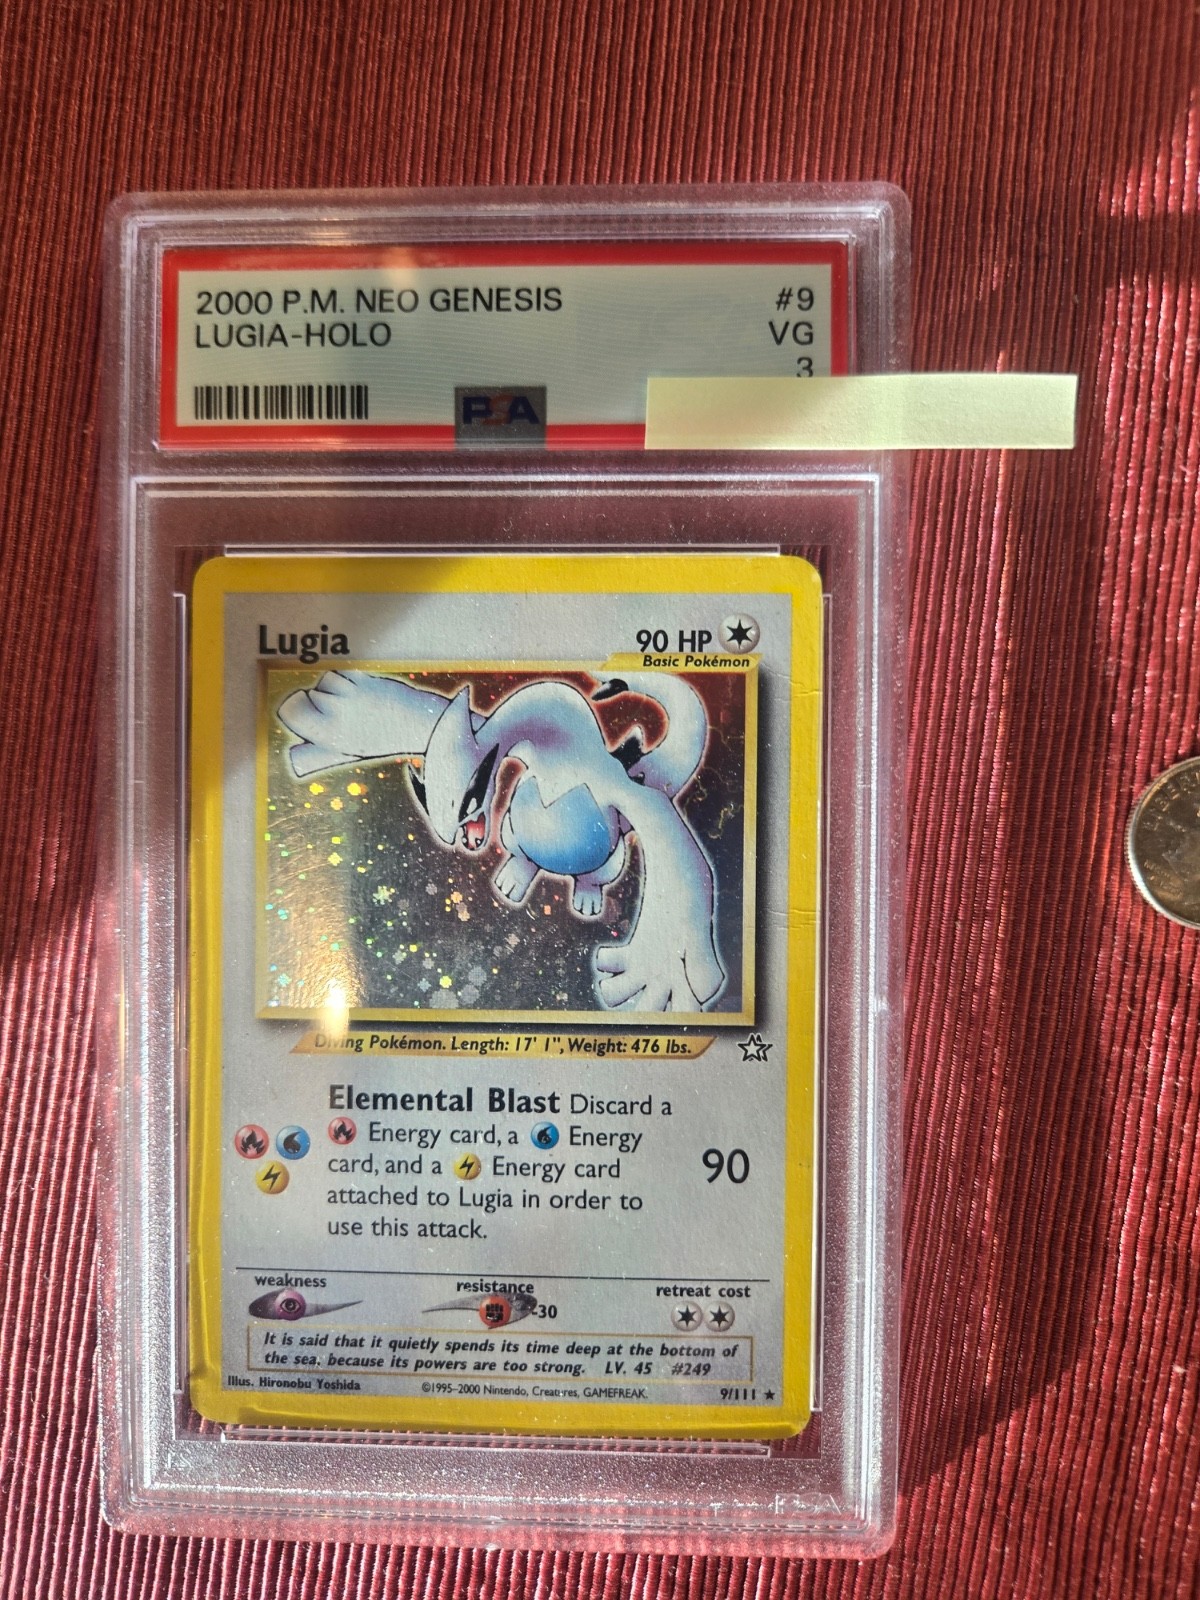 2000 P.M. NEO GENESIS #9
LUGIA-HOLO VG
3
PSA
Lugia 90 HP
Basic Pokémon
Diving Pokémon. Length: 17' 1", Weight: 476 lbs.
Elemental Blast Discard a
Energy card, a Energy
card, and a Energy card
attached to Lugia in order to
use this attack.
90
weakness resistance retreat cost
-30
It is said that it quietly spends its time deep at the bottom of
the sea, because its powers are too strong. LV. 45 #249
Illus. Hironobu Yoshida ©1995-2000 Nintendo, Creatures, GAMEFREAK. 9/111 ★